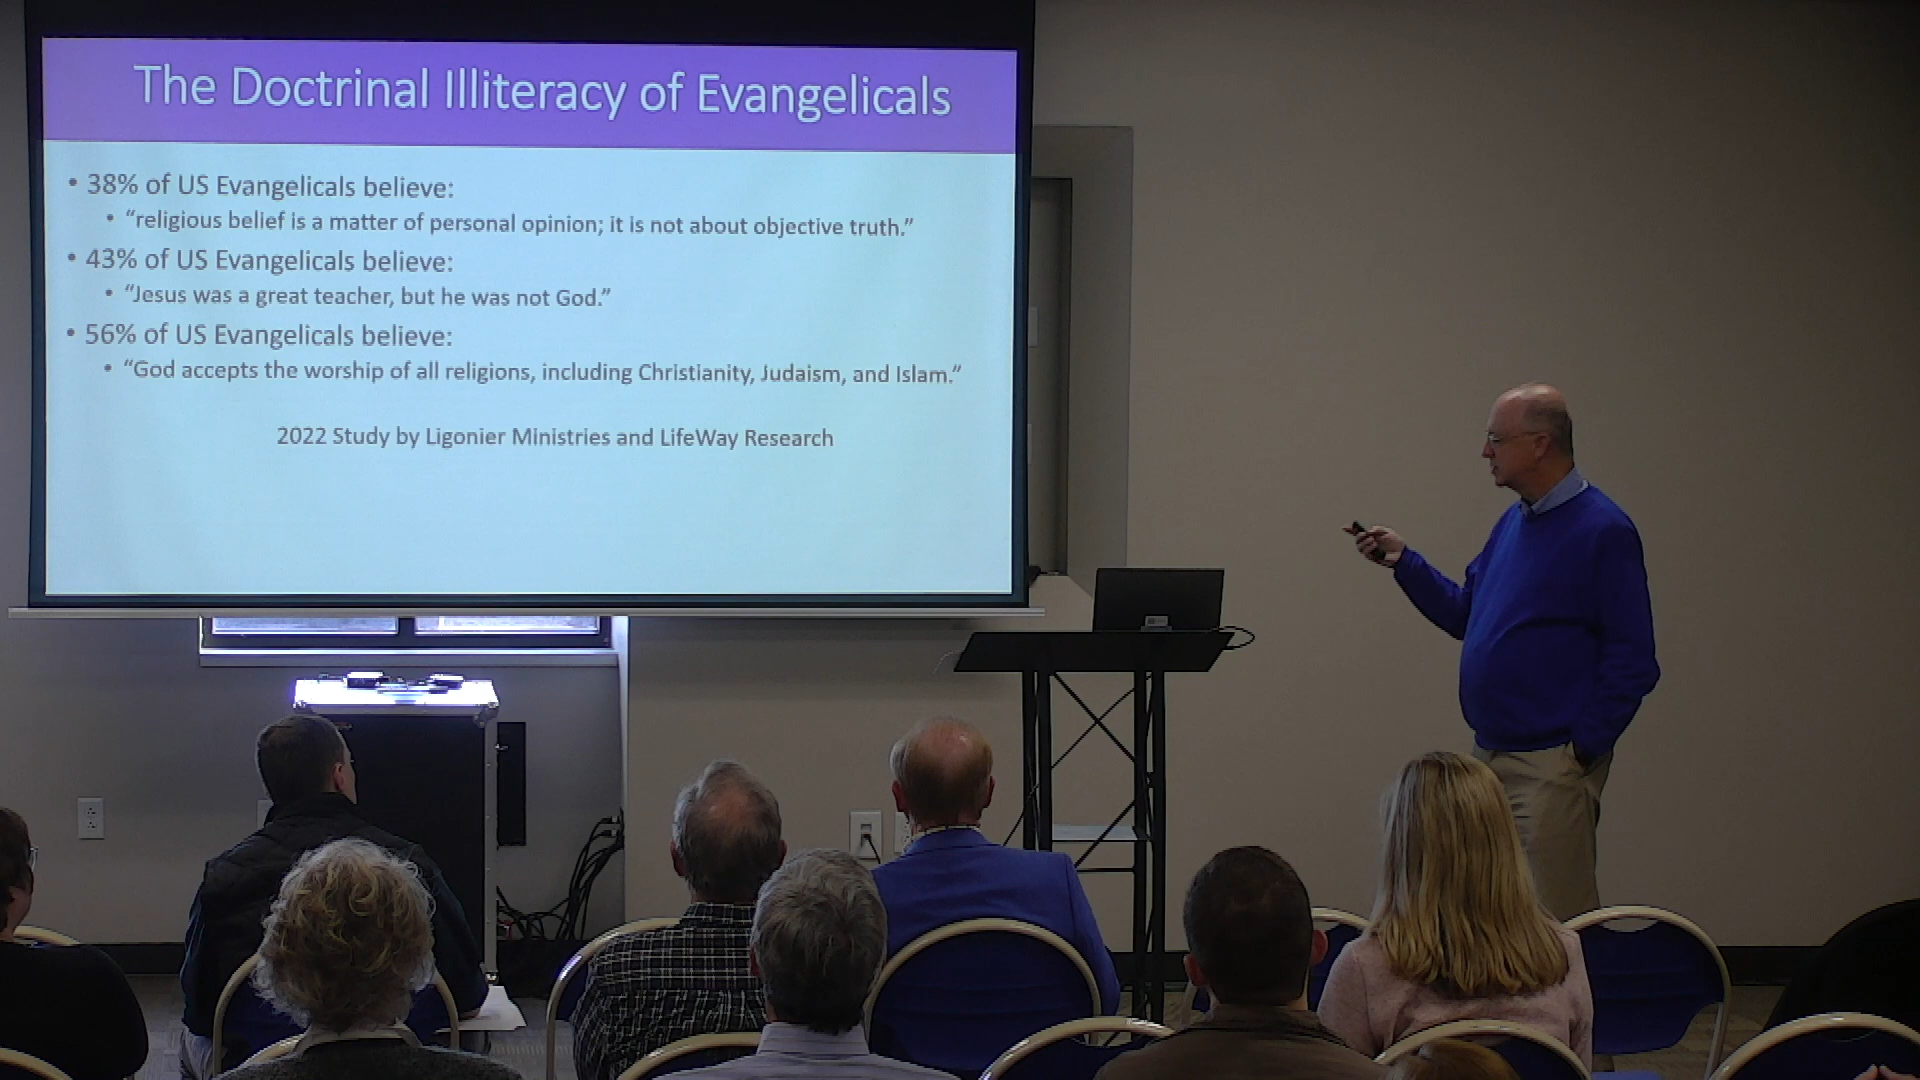 The Doctrinal Illiteracy of Evangelicals
• 38% of US Evangelicals believe:
• “religious belief is a matter of personal opinion; it is not about objective truth.”
• 43% of US Evangelicals believe:
• “Jesus was a great teacher, but he was not God.”
• 56% of US Evangelicals believe:
• “God accepts the worship of all religions, including Christianity, Judaism, and Islam.”
2022 Study by Ligonier Ministries and LifeWay Research